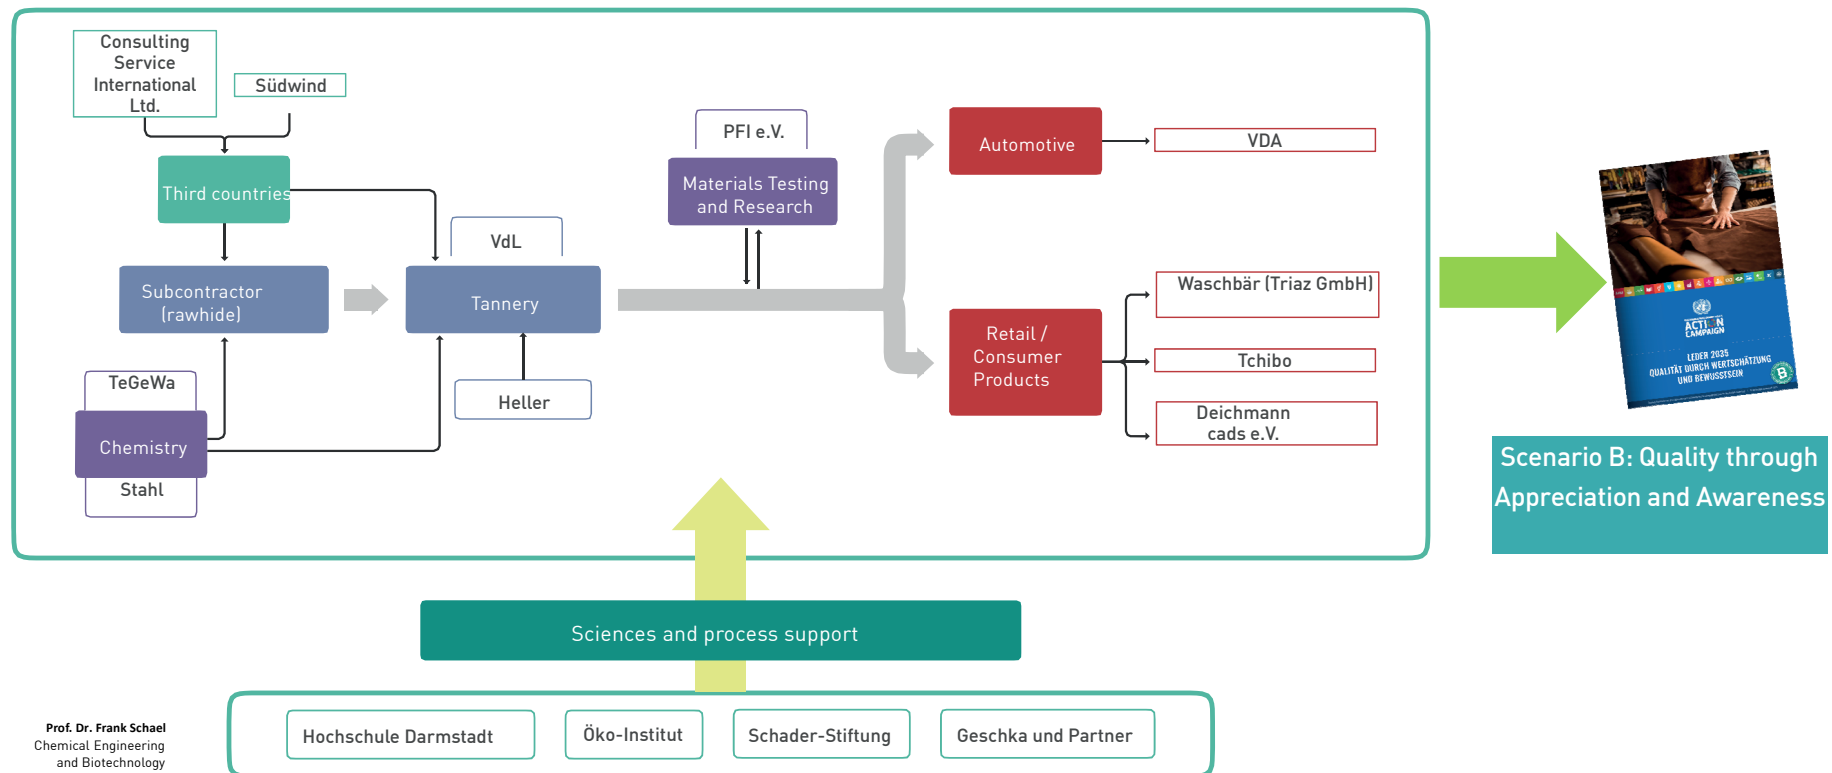 Consulting
Service
International
Ltd.
Südwind
Third countries
Subcontractor
(rawhide)
TeGeWa
Chemistry
Stahl
VdL
Tannery
Heller
PFI e.V.
Materials Testing
and Research
Automotive
VDA
Retail /
Consumer
Products
Waschbär (Triaz GmbH)
Tchibo
Deichmann
cads e.V.
ACTION
CAMPAIGN
LEDER 2035
QUALITÄT DURCH WERTSCHÄTZUNG
UND BEWUSSTSEIN
B
Scenario B: Quality through
Appreciation and Awareness
Sciences and process support
Hochschule Darmstadt
Öko-Institut
Schader-Stiftung
Geschka und Partner
Prof. Dr. Frank Schael
Chemical Engineering
and Biotechnology